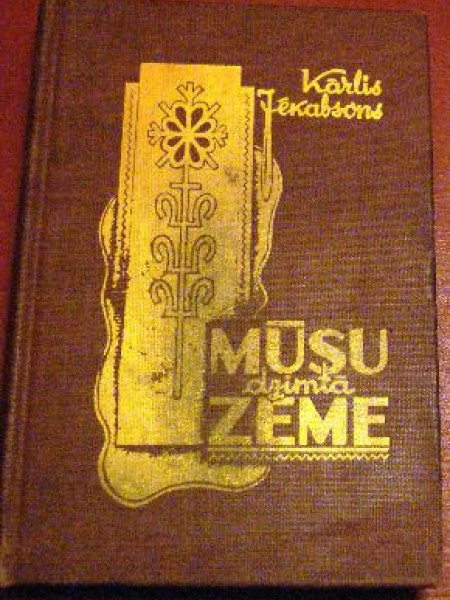 Kārlis
Jēkabsons
MŪSU
dzimtā
ZEME